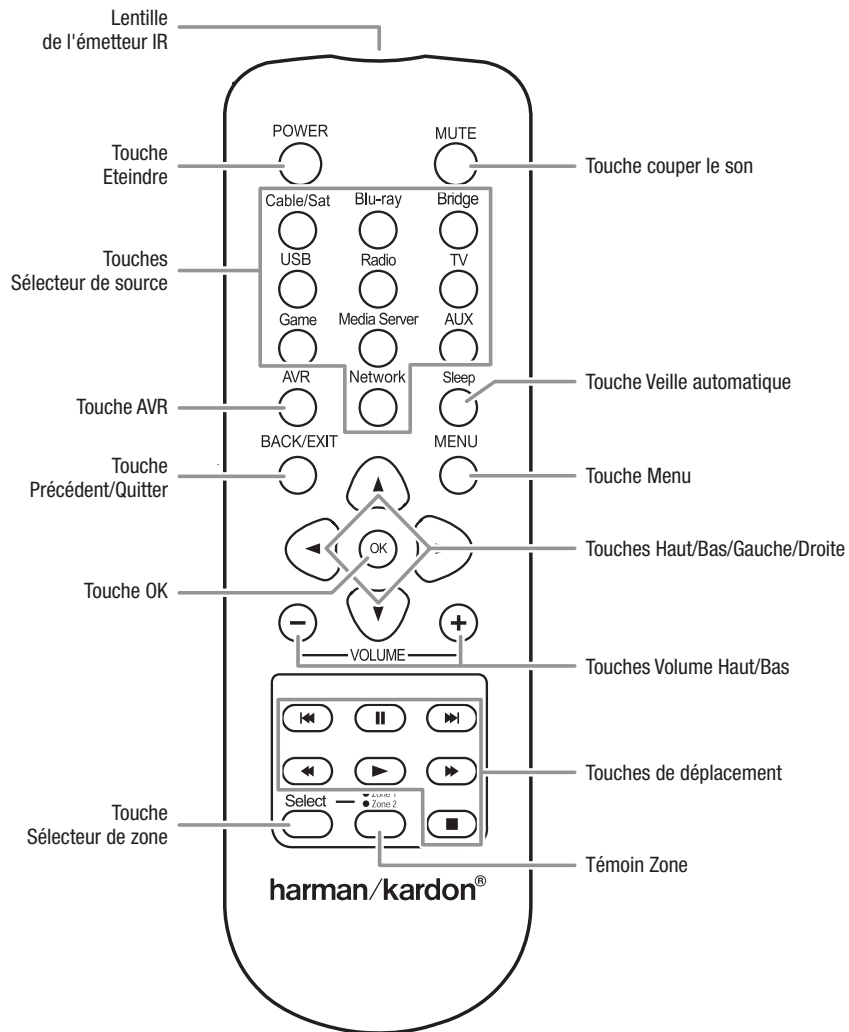 Lentille
de l'émetteur IR
POWER
MUTE
Touche
Eteindre
Touche couper le son
Cable/Sat
Blu-ray
Bridge
Touches
Sélecteur de source
USB
Radio
TV
Game
Media Server
AUX
AVR
Network
Sleep
Touche Veille automatique
Touche AVR
BACK/EXIT
MENU
Touche
Précédent/Quitter
Touche Menu
OK
Touches Haut/Bas/Gauche/Droite
Touche OK
VOLUME
Touches Volume Haut/Bas
Touches de déplacement
Zone 1
Select
Zone 2
Touche
Sélecteur de zone
Témoin Zone
harman/kardon®